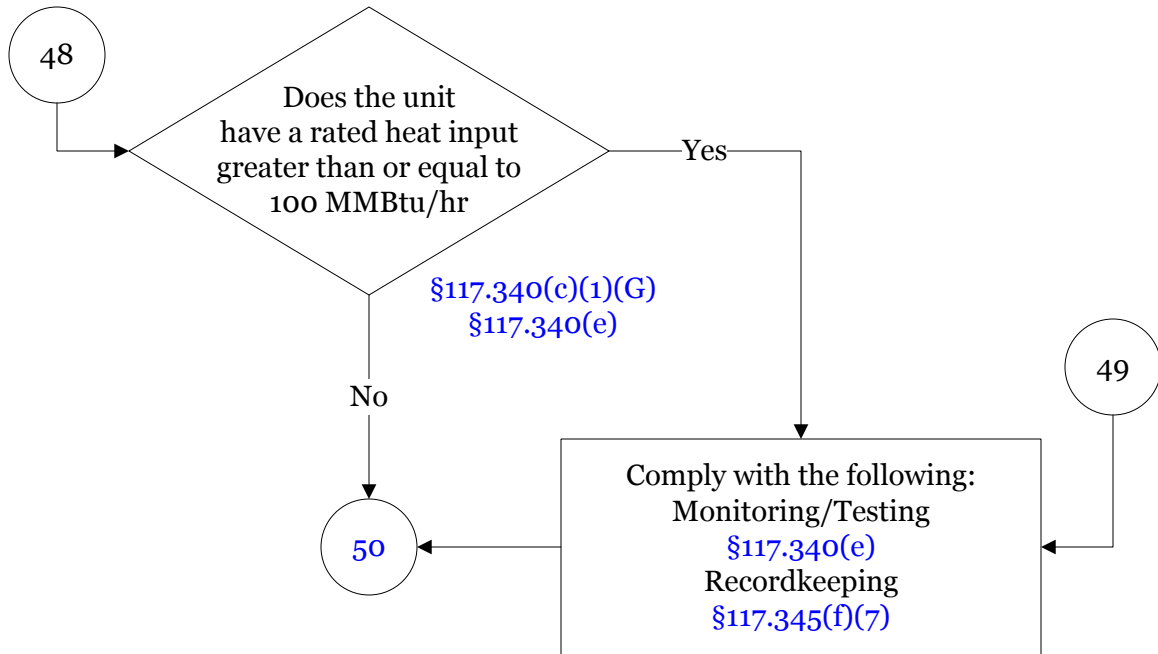 48
Does the unit
have a rated heat input
greater than or equal to
100 MMBtu/hr
Yes
§117.340(c)(1)(G)
§117.340(e)
No
49
Comply with the following:
Monitoring/Testing
§117.340(e)
Recordkeeping
§117.345(f)(7)
50